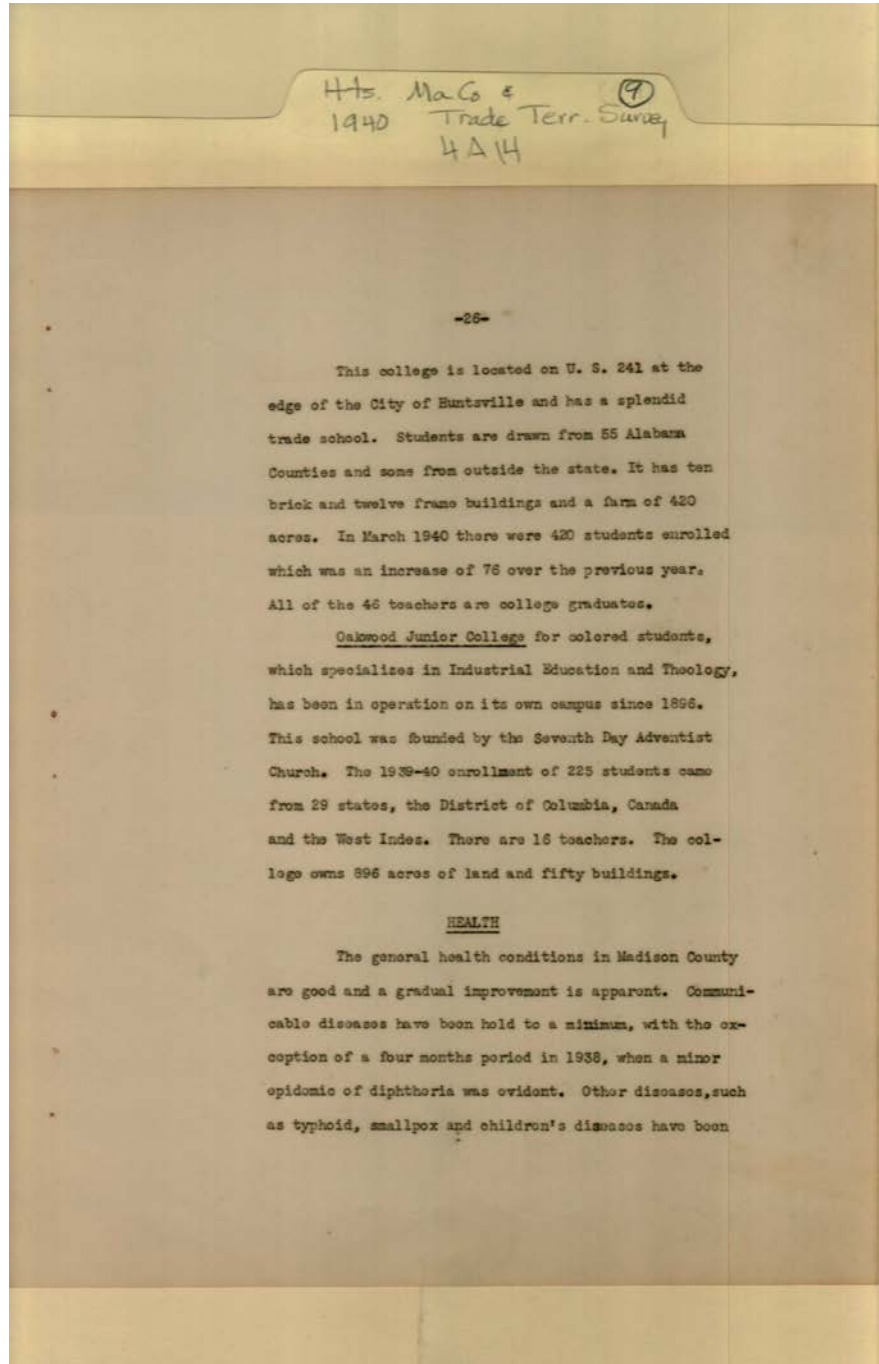 Hts. Ma Co & 9
1940 Trade Terr. Survey
4A14
-26-
This college is located on U. S. 241 at the
edge of the City of Huntsville and has a splendid
trade school. Students are drawn from 55 Alabama
Counties and some from outside the state. It has ten
brick and twelve frame buildings and a farm of 420
acres. In March 1940 there were 420 students enrolled
which was an increase of 76 over the previous year.
All of the 46 teachers are college graduates.
Oakwood Junior College for colored students,
which specializes in Industrial Education and Theology,
has been in operation on its own campus since 1896.
This school was founded by the Seventh Day Adventist
Church. The 1939-40 enrollment of 225 students came
from 29 states, the District of Columbia, Canada
and the West Indes. There are 16 teachers. The col-
lege owns 896 acres of land and fifty buildings.
HEALTH
The general health conditions in Madison County
are good and a gradual improvement is apparent. Communi-
cable diseases have been held to a minimum, with the ex-
ception of a four months period in 1938, when a minor
epidemic of diphtheria was evident. Other diseases,such
as typhoid, smallpox and children's diseases have been